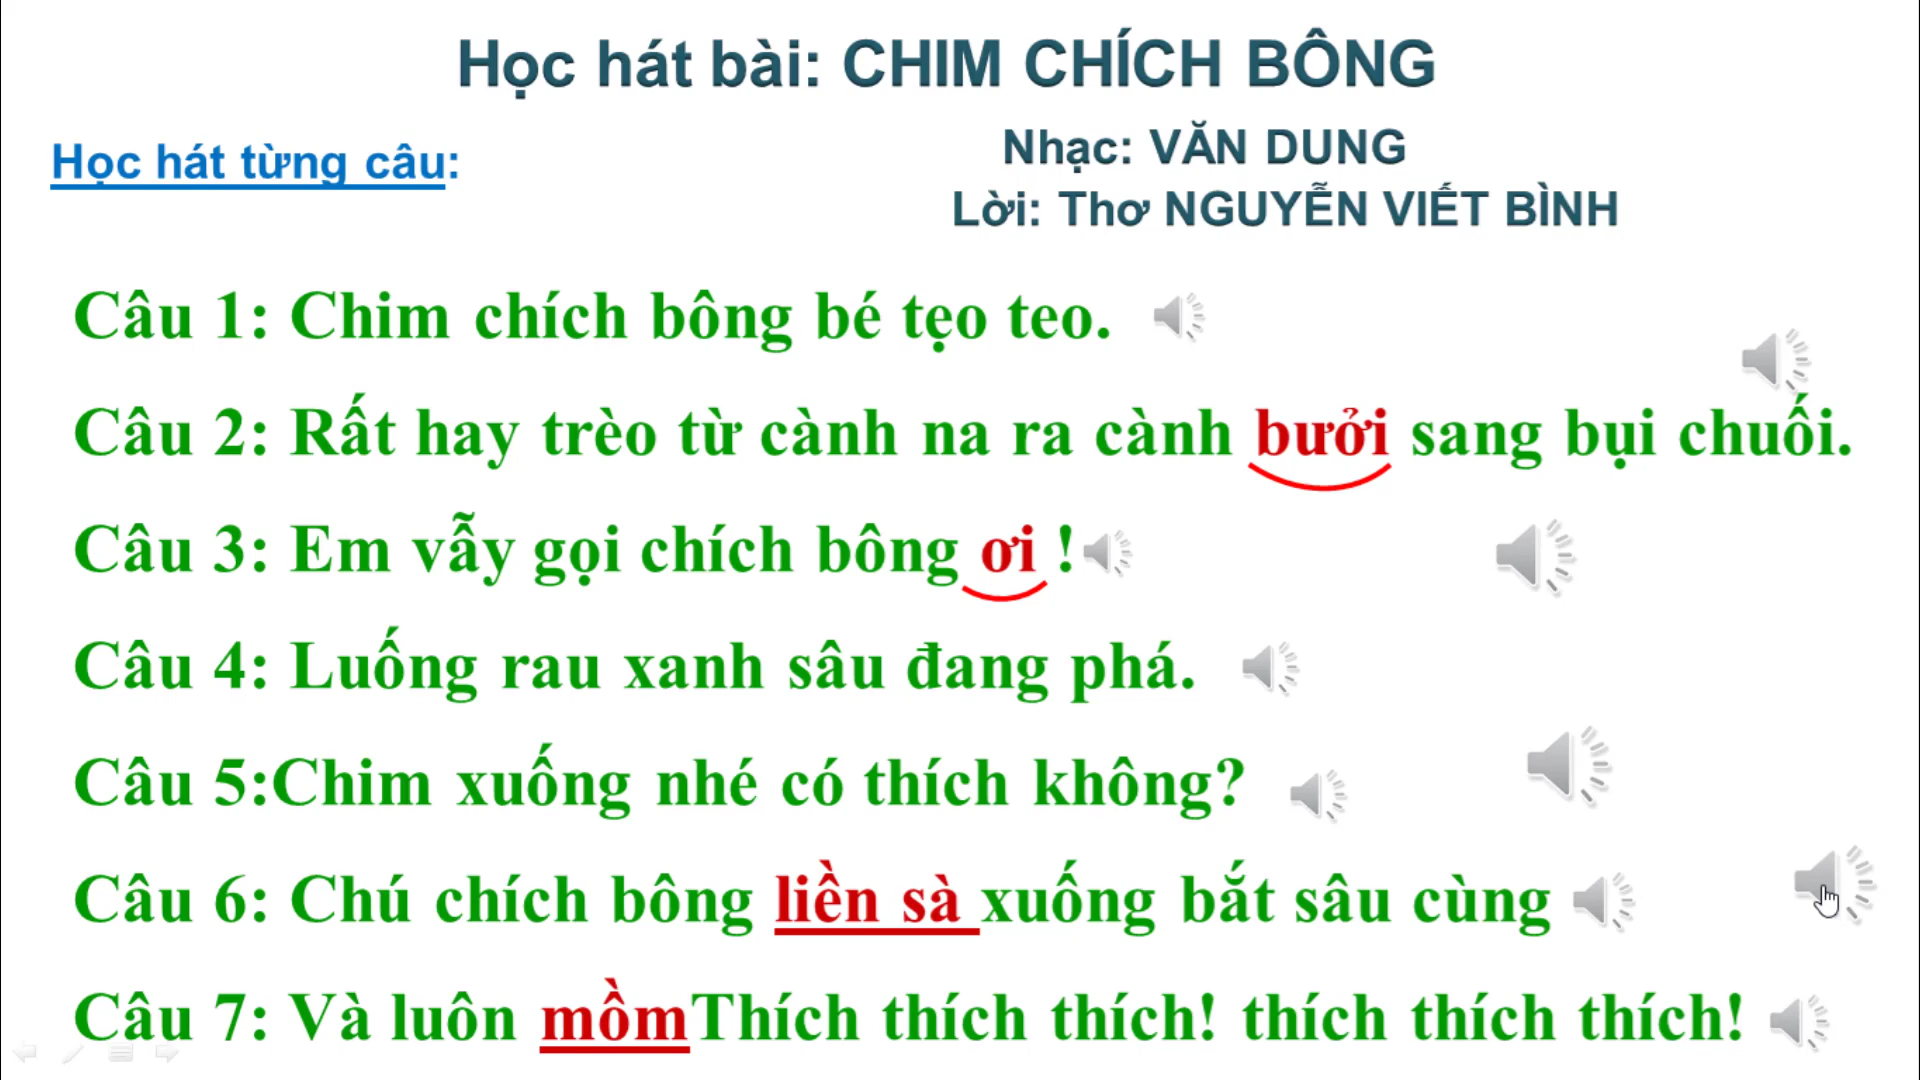 Học hát bài: CHIM CHÍCH BÔNG
Nhạc: VĂN DUNG
Học hát từng câu:
Lời: Thơ NGUYỄN VIẾT BÌNH
Câu 1: Chim chích bông bé tẹo teo.
Câu 2: Rất hay trèo từ cành na ra cành bưởi sang bụi chuối.
Câu 3: Em vẫy gọi chích bông ơi !
Câu 4: Luống rau xanh sâu đang phá.
Câu 5:Chim xuống nhé có thích không?
Câu 6: Chú chích bông liền sà xuống bắt sâu cùng
Câu 7: Và luôn mồmThích thích thích! thích thích thích!